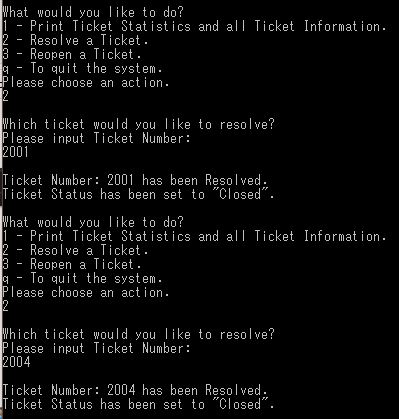 What would you like to do?
1 - Print Ticket Statistics and all Ticket Information.
2 - Resolve a Ticket.
3 - Reopen a Ticket.
q - To quit the system.
Please choose an action.
2
Which ticket would you like to resolve?
Please input Ticket Number:
2001
Ticket Number: 2001 has been Resolved.
Ticket Status has been set to "Closed".
What would you like to do?
1 - Print Ticket Statistics and all Ticket Information.
2 - Resolve a Ticket.
3 - Reopen a Ticket.
q - To quit the system.
Please choose an action.
2
Which ticket would you like to resolve?
Please input Ticket Number:
2004
Ticket Number: 2004 has been Resolved.
Ticket Status has been set to "Closed".